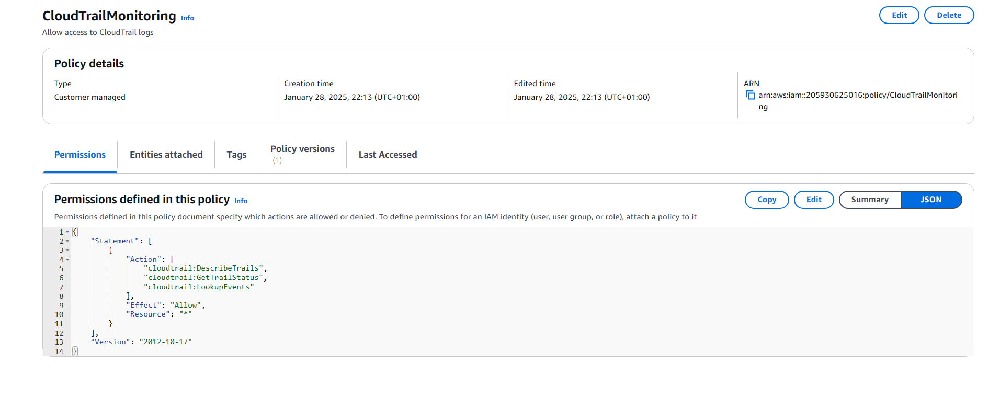 CloudTrailMonitoring Info
Edit
Delete
Allow access to CloudTrail logs
Policy details
Type
Customer managed
Creation time
January 28, 2025, 22:13 (UTC+01:00)
Edited time
January 28, 2025, 22:13 (UTC+01:00)
ARN
arn:aws:iam::205930625016:policy/CloudTrailMonitori
ng
Permissions
Entities attached
Tags
Policy versions
(1)
Last Accessed
Permissions defined in this policy Info
Copy
Edit
Summary
JSON
Permissions defined in this policy document specify which actions are allowed or denied. To define permissions for an IAM identity (user, user group, or role), attach a policy to it
1 {
2     "Statement": [
3         {
4             "Action": [
5                 "cloudtrail:DescribeTrails",
6                 "cloudtrail:GetTrailStatus",
7                 "cloudtrail:LookupEvents"
8             ],
9             "Effect": "Allow",
10             "Resource": "*"
11         }
12     ],
13     "Version": "2012-10-17"
14 }